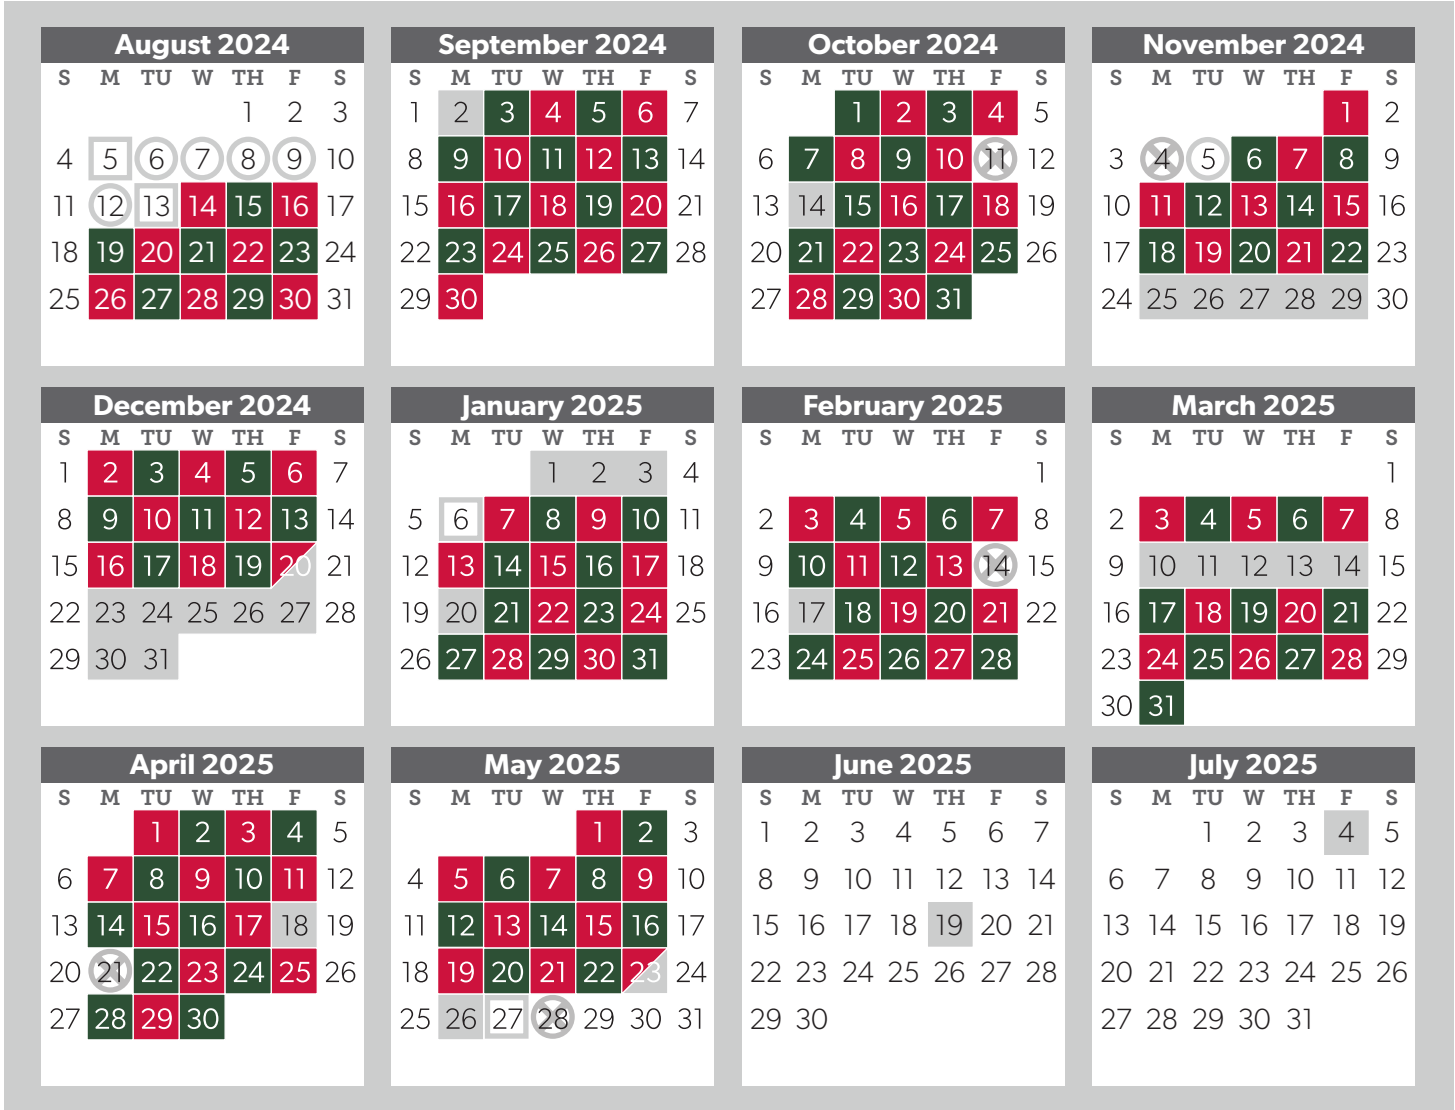 August 2024
S M TU W TH F S
1 2 3
4 5 6 7 8 9 10
11 12 13 14 15 16 17
18 19 20 21 22 23 24
25 26 27 28 29 30 31
September 2024
S M TU W TH F S
1 2 3 4 5 6 7
8 9 10 11 12 13 14
15 16 17 18 19 20 21
22 23 24 25 26 27 28
29 30
October 2024
S M TU W TH F S
1 2 3 4 5
6 7 8 9 10 11 12
13 14 15 16 17 18 19
20 21 22 23 24 25 26
27 28 29 30 31
November 2024
S M TU W TH F S
1 2
3 4 5 6 7 8 9
10 11 12 13 14 15 16
17 18 19 20 21 22 23
24 25 26 27 28 29 30
December 2024
S M TU W TH F S
1 2 3 4 5 6 7
8 9 10 11 12 13 14
15 16 17 18 19 20 21
22 23 24 25 26 27 28
29 30 31
January 2025
S M TU W TH F S
1 2 3 4
5 6 7 8 9 10 11
12 13 14 15 16 17 18
19 20 21 22 23 24 25
26 27 28 29 30 31
February 2025
S M TU W TH F S
1
2 3 4 5 6 7 8
9 10 11 12 13 14 15
16 17 18 19 20 21 22
23 24 25 26 27 28
March 2025
S M TU W TH F S
1
2 3 4 5 6 7 8
9 10 11 12 13 14 15
16 17 18 19 20 21 22
23 24 25 26 27 28 29
30 31
April 2025
S M TU W TH F S
1 2 3 4 5
6 7 8 9 10 11 12
13 14 15 16 17 18 19
20 21 22 23 24 25 26
27 28 29 30
May 2025
S M TU W TH F S
1 2 3
4 5 6 7 8 9 10
11 12 13 14 15 16 17
18 19 20 21 22 23 24
25 26 27 28 29 30 31
June 2025
S M TU W TH F S
1 2 3 4 5 6 7
8 9 10 11 12 13 14
15 16 17 18 19 20 21
22 23 24 25 26 27 28
29 30
July 2025
S M TU W TH F S
1 2 3 4 5
6 7 8 9 10 11 12
13 14 15 16 17 18 19
20 21 22 23 24 25 26
27 28 29 30 31